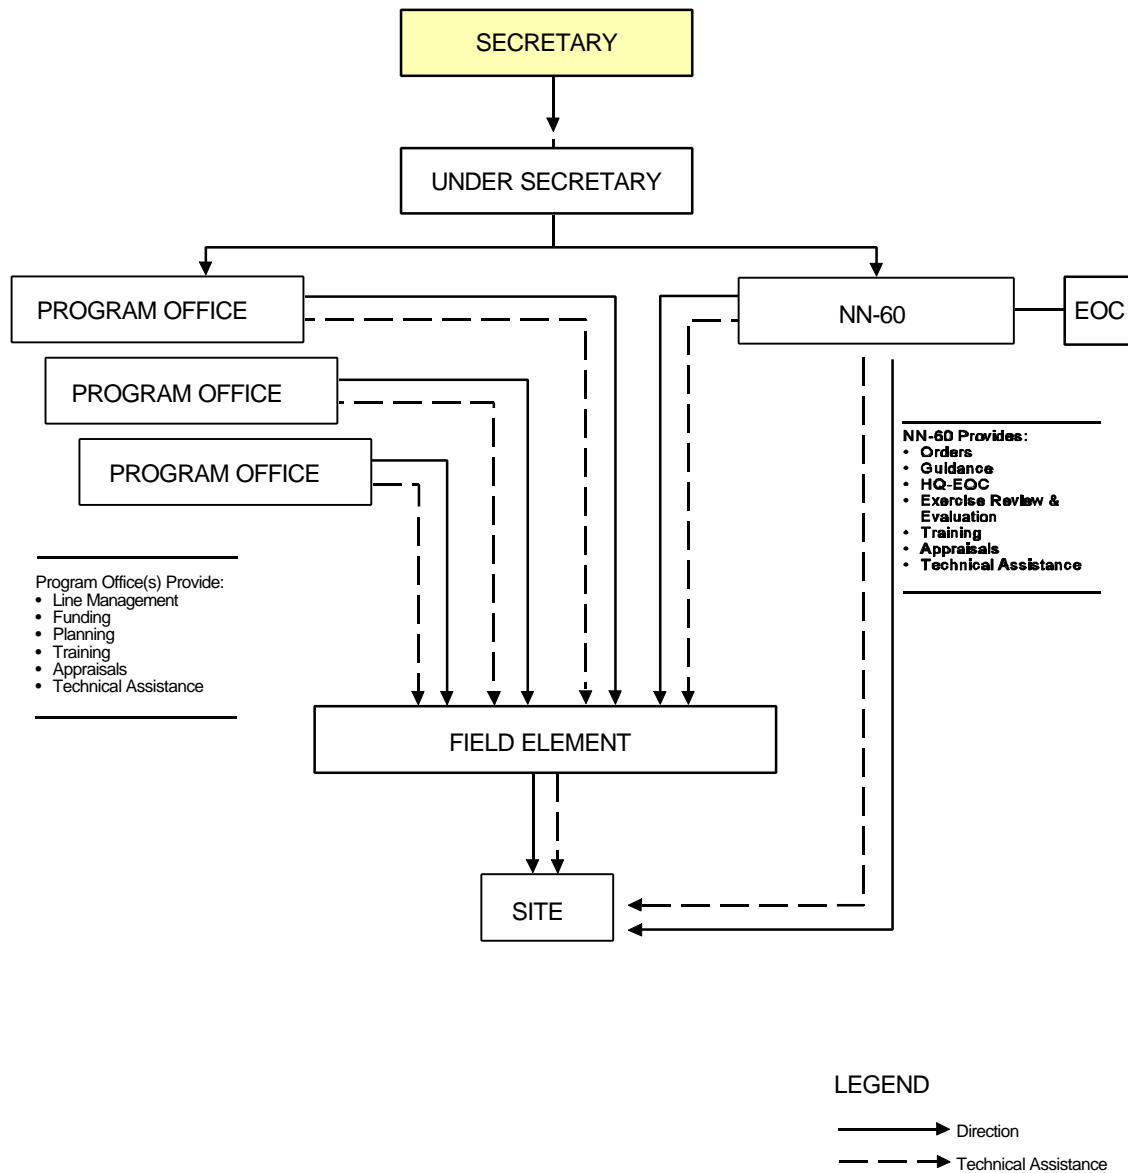 SECRETARY
UNDER SECRETARY
PROGRAM OFFICE
NN-60
EOC
PROGRAM OFFICE
PROGRAM OFFICE
NN-60 Provides:
• Orders
• Guidance
• HQ-EOC
• Exercise Review &
Evaluation
• Training
• Appraisals
• Technical Assistance
Program Office(s) Provide:
• Line Management
• Funding
• Planning
• Training
• Appraisals
• Technical Assistance
FIELD ELEMENT
SITE
LEGEND
Direction
Technical Assistance